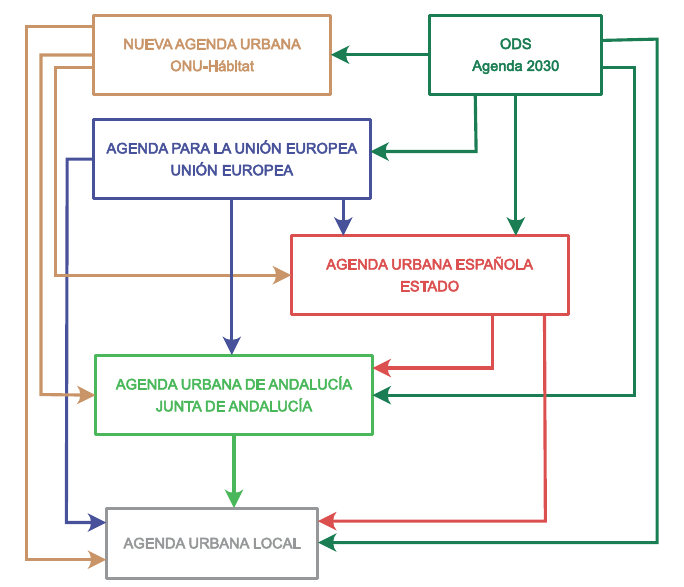 NUEVA AGENDA URBANA
ONU-Hábitat
ODS
Agenda 2030
AGENDA PARA LA UNIÓN EUROPEA
UNIÓN EUROPEA
AGENDA URBANA ESPAÑOLA
ESTADO
AGENDA URBANA DE ANDALUCÍA
JUNTA DE ANDALUCÍA
AGENDA URBANA LOCAL